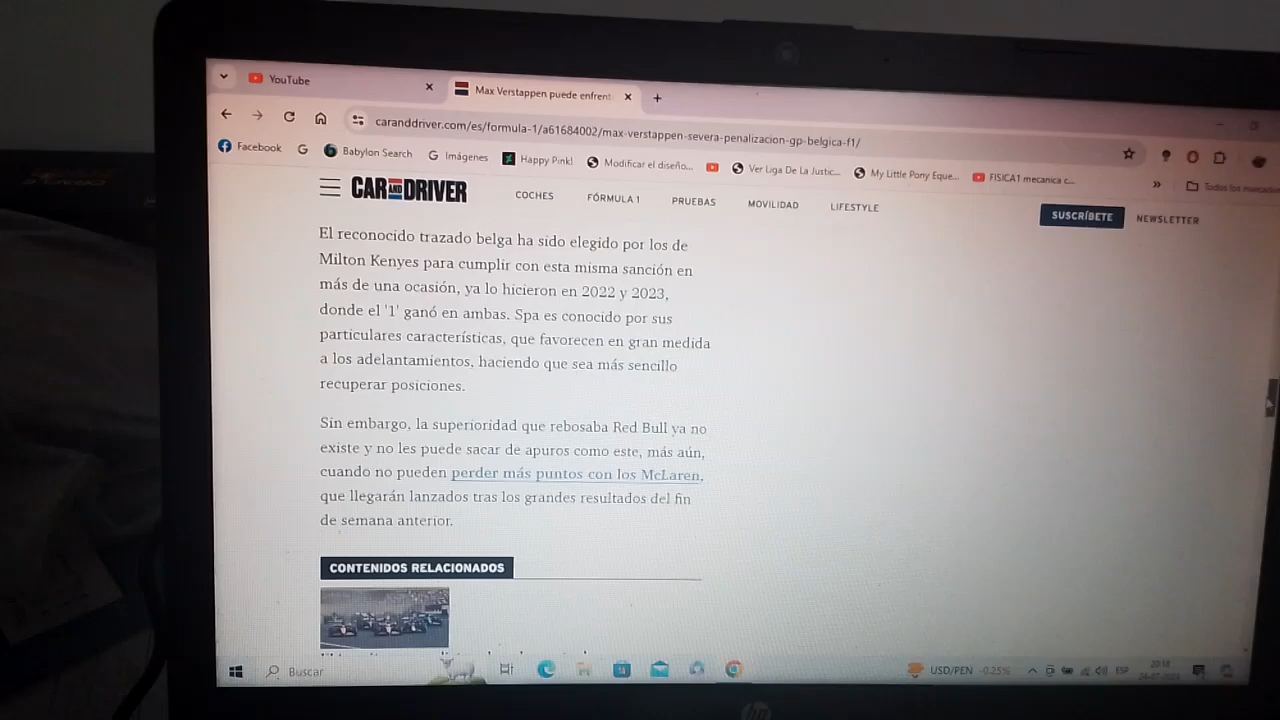 YouTube
Max Verstappen puede enfrent
caranddriver.com/es/formula-1/a61684002/max-verstappen-severa-penalizacion-gp-belgica-f1/
Facebook
Babylon Search
Imágenes
Happy Pink!
Modificar el diseño...
Ver Liga De La Justic...
My Little Pony Eque...
FISICA1 mecanica c...
»
Todos los marcado
CAR AND DRIVER
COCHES
FÓRMULA 1
PRUEBAS
MOVILIDAD
LIFESTYLE
SUSCRÍBETE
NEWSLETTER
El reconocido trazado belga ha sido elegido por los de
Milton Kenyes para cumplir con esta misma sanción en
más de una ocasión, ya lo hicieron en 2022 y 2023,
donde el '1' ganó en ambas. Spa es conocido por sus
particulares características, que favorecen en gran medida
a los adelantamientos, haciendo que sea más sencillo
recuperar posiciones.
Sin embargo, la superioridad que rebosaba Red Bull ya no
existe y no les puede sacar de apuros como este, más aún,
cuando no pueden perder más puntos con los McLaren,
que llegarán lanzados tras los grandes resultados del fin
de semana anterior.
CONTENIDOS RELACIONADOS
Buscar
USD/PEN -0.25%
ESP
hp